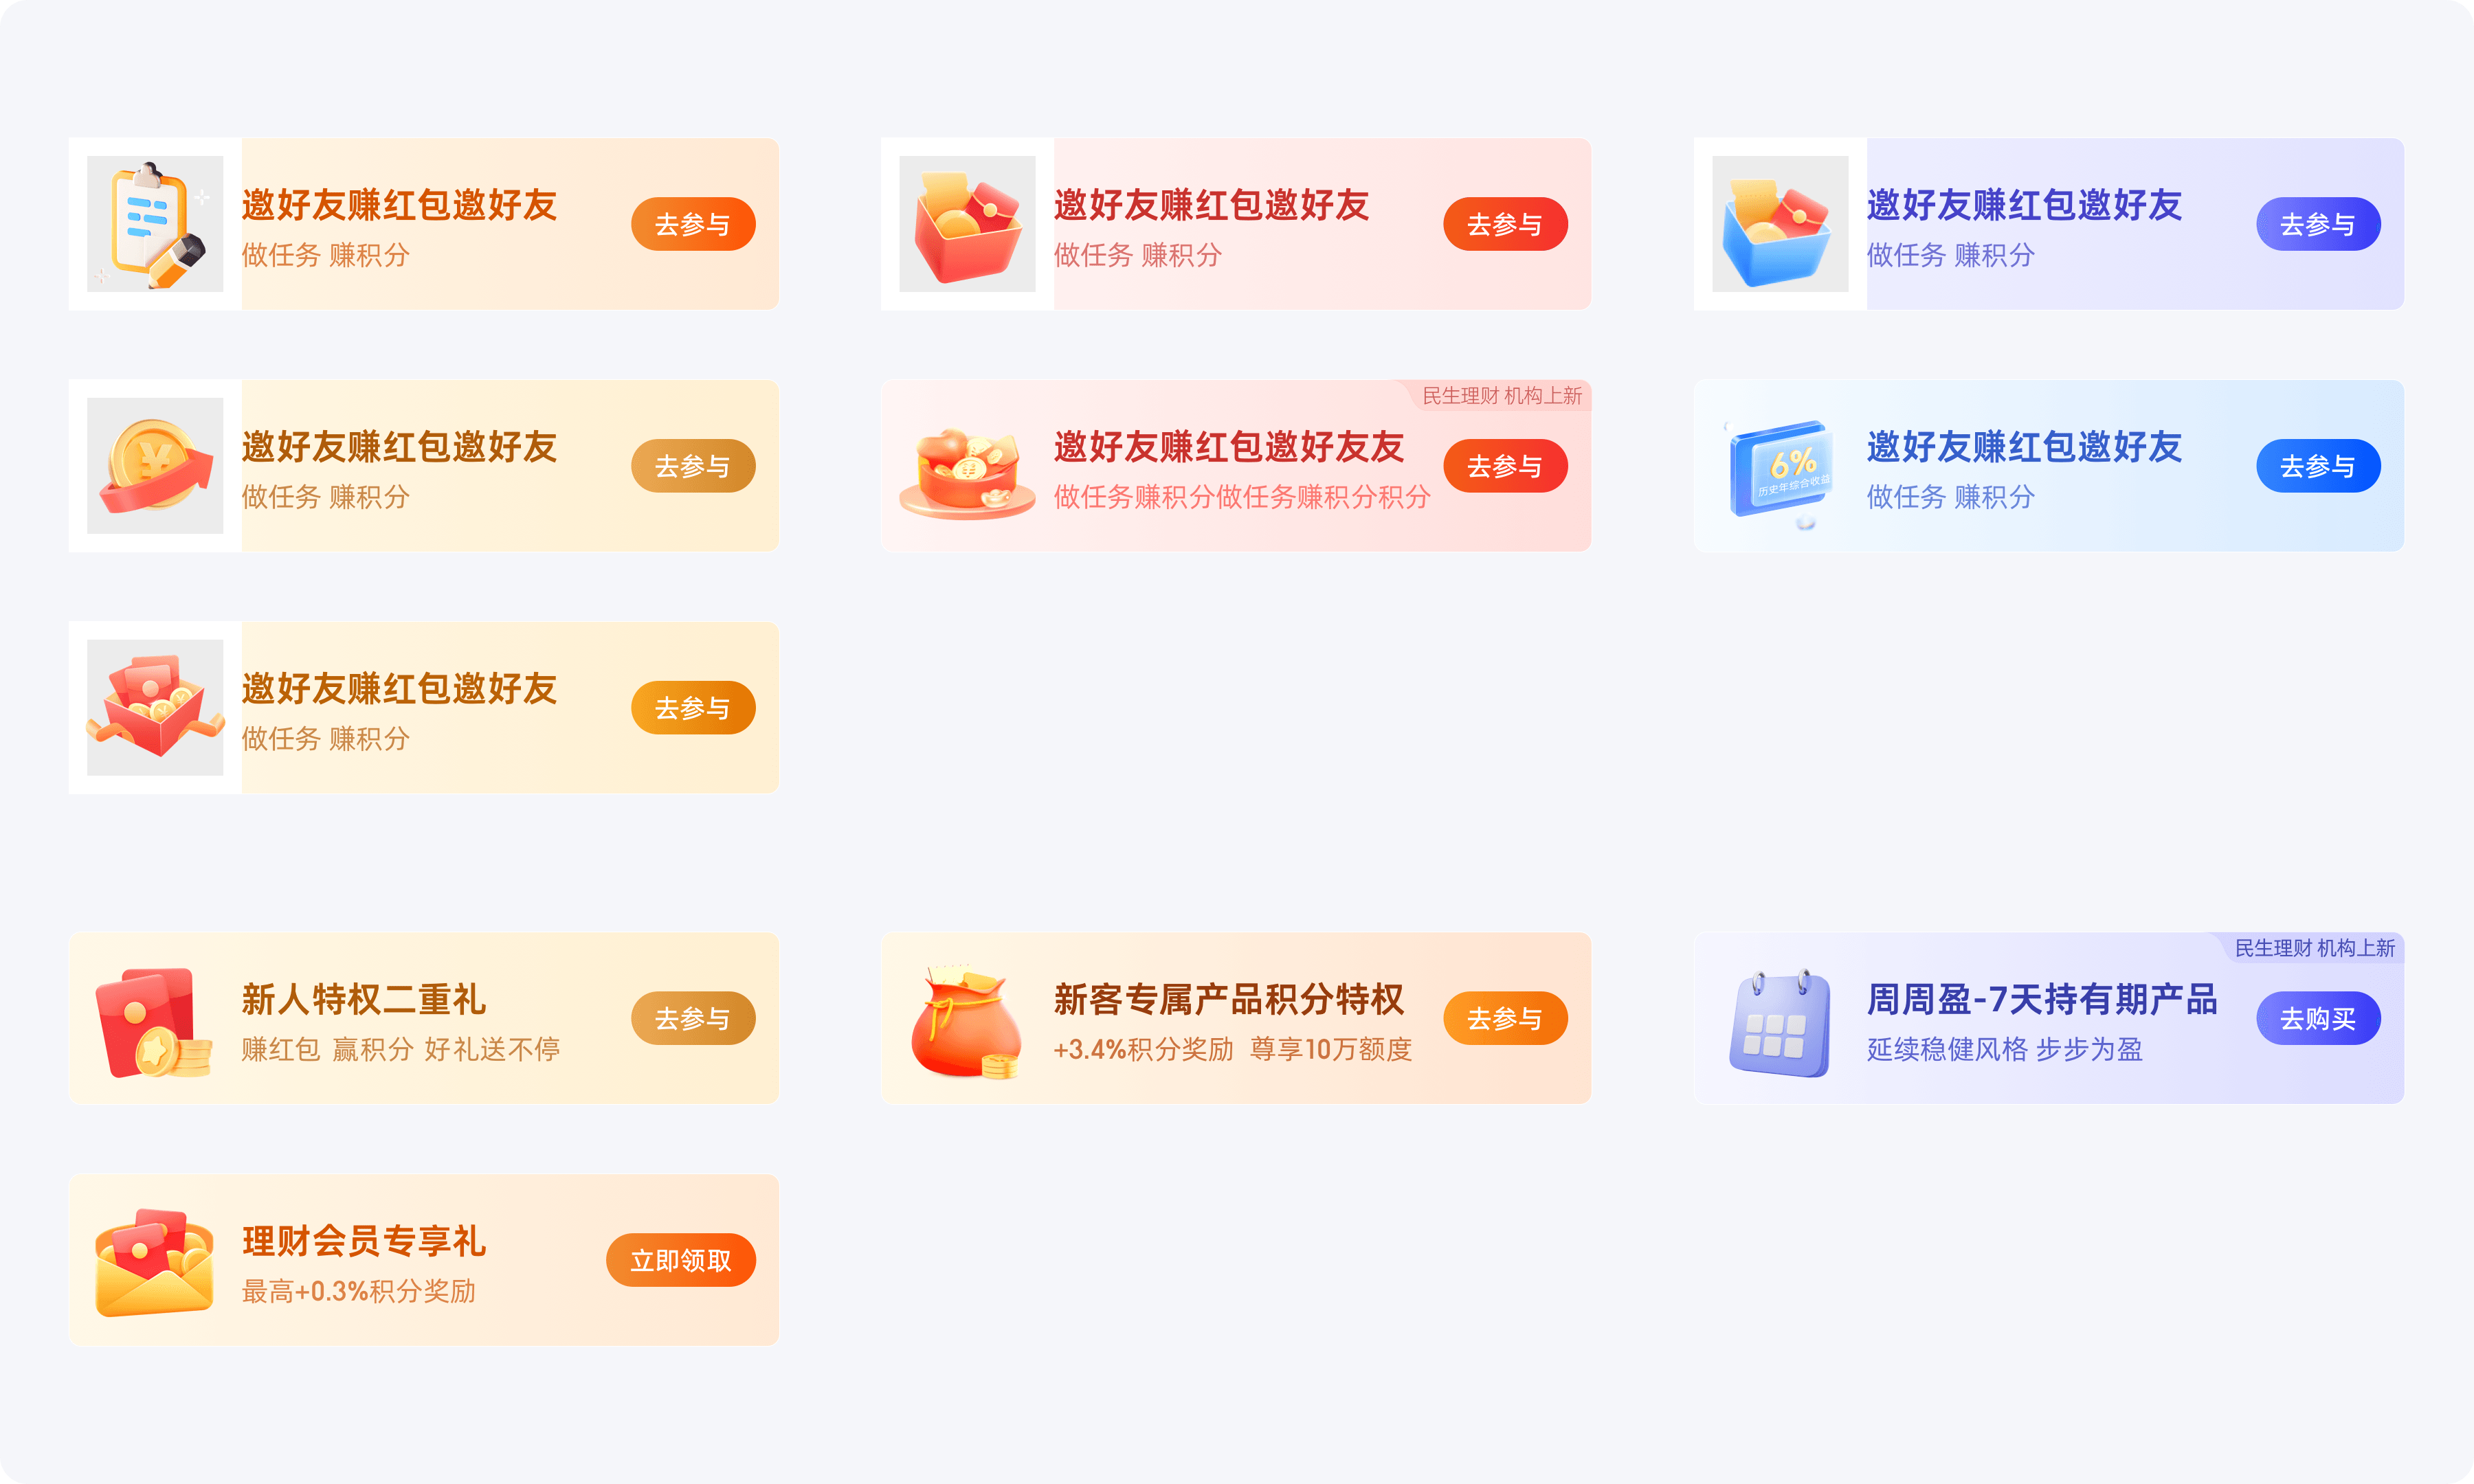 邀好友赚红包邀好友
做任务 赚积分
去参与
邀好友赚红包邀好友
做任务 赚积分
去参与
邀好友赚红包邀好友
做任务 赚积分
去参与
邀好友赚红包邀好友
做任务 赚积分
去参与
民生理财 机构上新
邀好友赚红包邀好友友
做任务赚积分做任务赚积分积分
去参与
6%
历史年综合收益
邀好友赚红包邀好友
做任务 赚积分
去参与
邀好友赚红包邀好友
做任务 赚积分
去参与
新人特权二重礼
赚红包 赢积分 好礼送不停
去参与
新客专属产品积分特权
+3.4%积分奖励 尊享10万额度
去参与
民生理财 机构上新
周周盈-7天持有期产品
延续稳健风格 步步为盈
去购买
理财会员专享礼
最高+0.3%积分奖励
立即领取